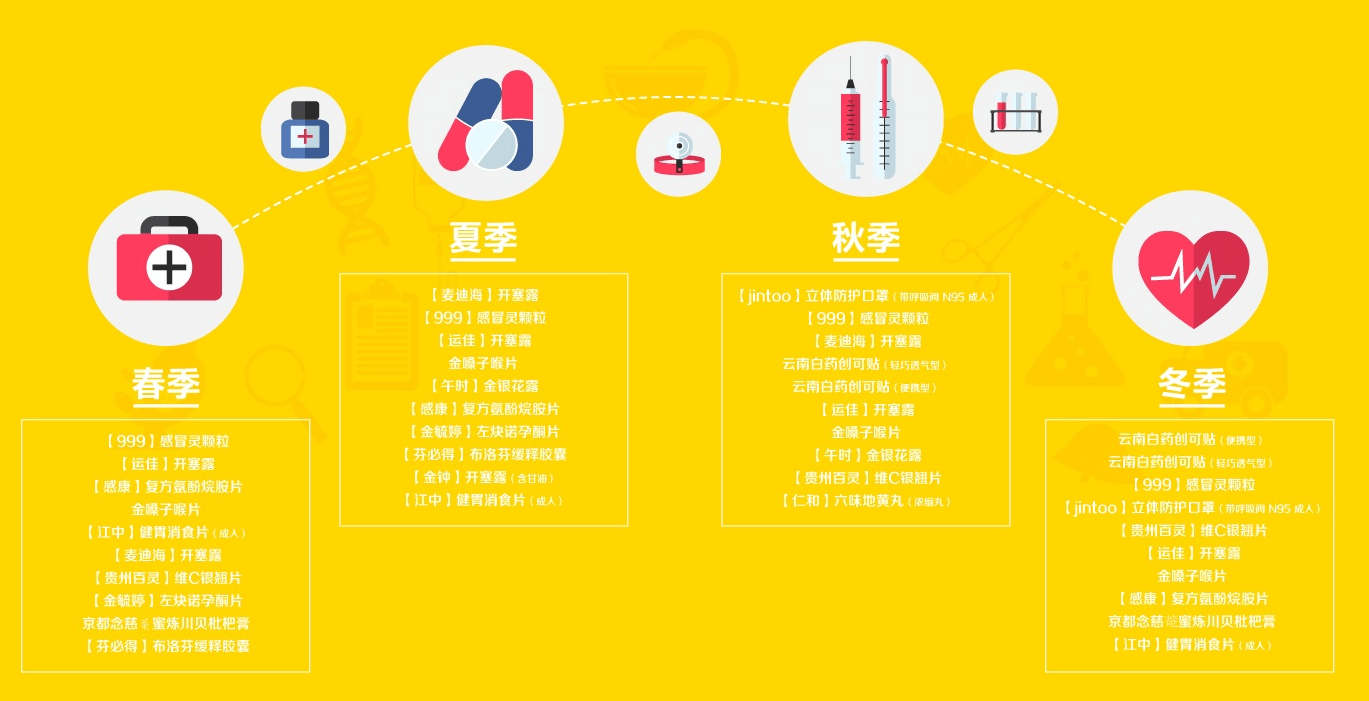 春季
【999】感冒灵颗粒
【运佳】开塞露
【感康】复方氨酚烷胺片
金嗓子喉片
【江中】健胃消食片（成人）
【麦迪海】开塞露
【贵州百灵】维C银翘片
【金毓婷】左炔诺孕酮片
京都念慈 蜜炼川贝枇杷膏
【芬必得】布洛芬缓释胶囊
夏季
【麦迪海】开塞露
【999】感冒灵颗粒
【运佳】开塞露
金嗓子喉片
【午时】金银花露
【感康】复方氨酚烷胺片
【金毓婷】左炔诺孕酮片
【芬必得】布洛芬缓释胶囊
【金钟】开塞露（含甘油）
【江中】健胃消食片（成人）
秋季
【jintoo】立体防护口罩（带呼吸阀 N95 成人）
【999】感冒灵颗粒
【麦迪海】开塞露
云南白药创可贴（轻巧透气型）
云南白药创可贴（便携型）
【运佳】开塞露
金嗓子喉片
【午时】金银花露
【贵州百灵】维C银翘片
【仁和】六味地黄丸（浓缩丸）
冬季
云南白药创可贴（便携型）
云南白药创可贴（轻巧透气型）
【999】感冒灵颗粒
【jintoo】立体防护口罩（带呼吸阀 N95 成人）
【贵州百灵】维C银翘片
【运佳】开塞露
金嗓子喉片
【感康】复方氨酚烷胺片
京都念慈 蜜炼川贝枇杷膏
【江中】健胃消食片（成人）